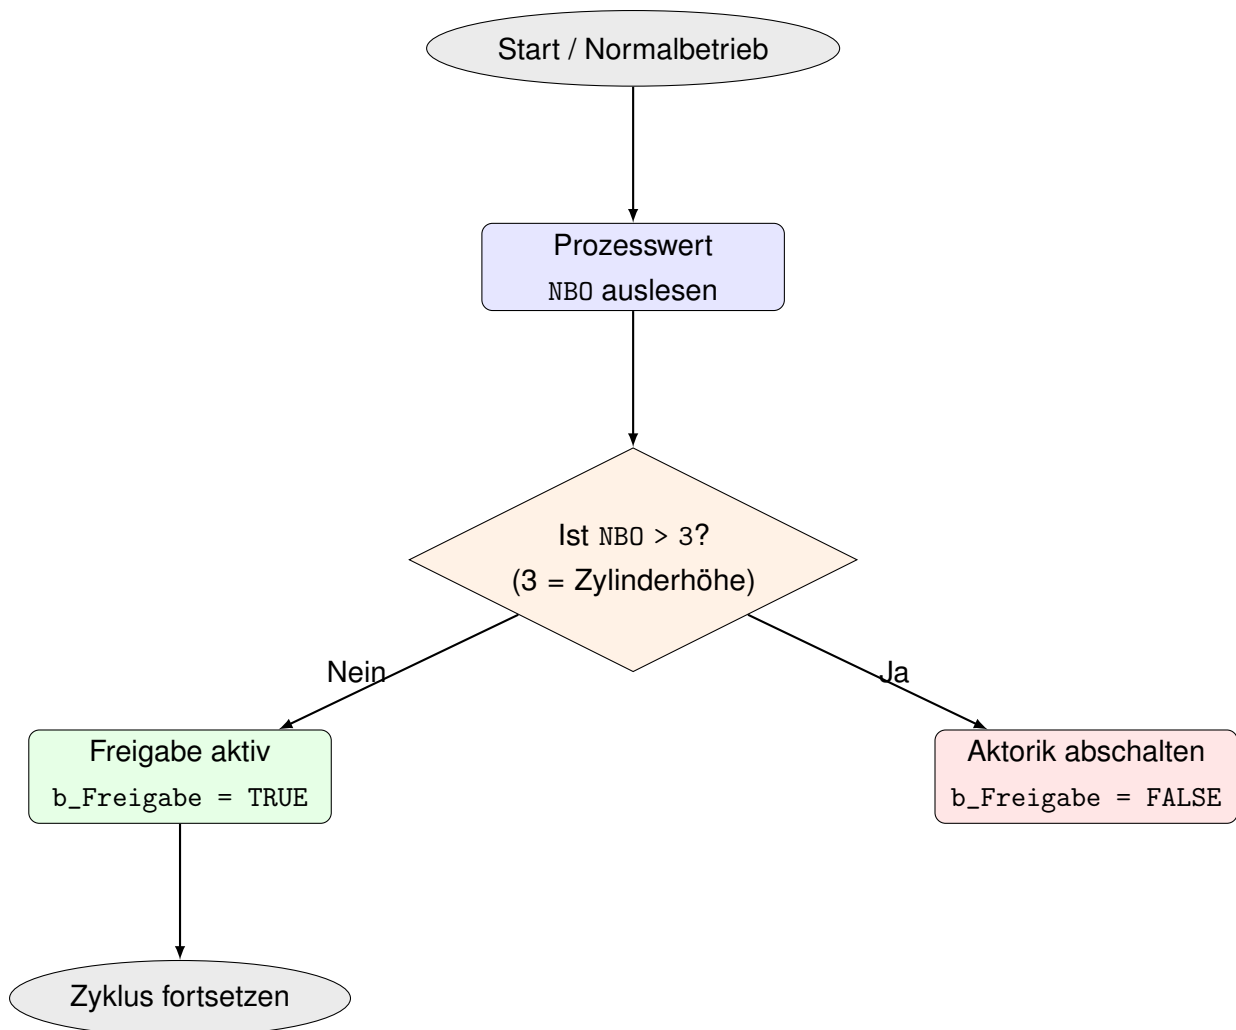 Start / Normalbetrieb
Prozesswert
NBO auslesen
Ist NBO > 3?
(3 = Zylinderhöhe)
Nein
Ja
Freigabe aktiv
b_Freigabe = TRUE
Aktorik abschalten
b_Freigabe = FALSE
Zyklus fortsetzen